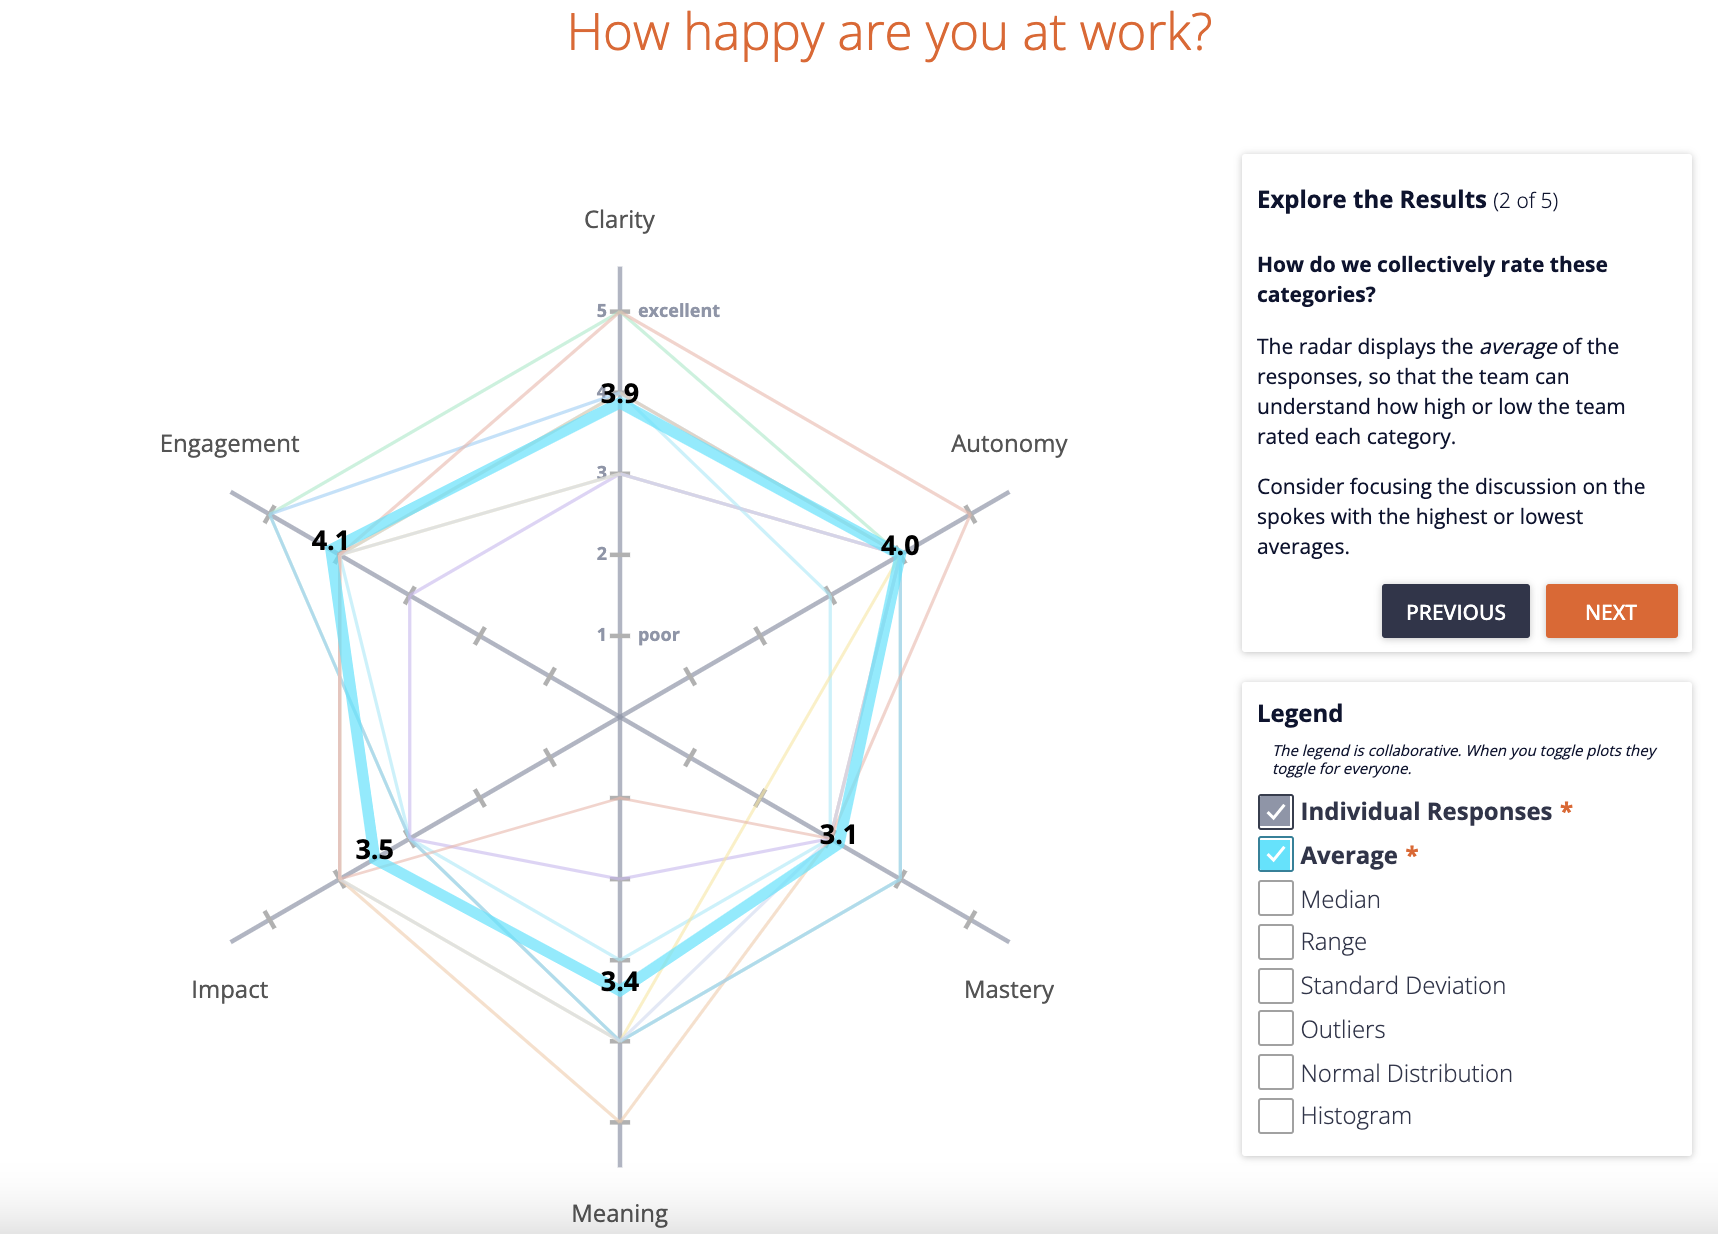 How happy are you at work?
Clarity
5 excellent
3.9
Engagement
Autonomy
3
4.1
4.0
2
1 poor
3.1
3.5
3.4
Impact
Mastery
Meaning
Explore the Results (2 of 5)
How do we collectively rate these
categories?
The radar displays the average of the
responses, so that the team can
understand how high or low the team
rated each category.
Consider focusing the discussion on the
spokes with the highest or lowest
averages.
PREVIOUS
NEXT
Legend
The legend is collaborative. When you toggle plots they
toggle for everyone.
Individual Responses *
Average *
Median
Range
Standard Deviation
Outliers
Normal Distribution
Histogram